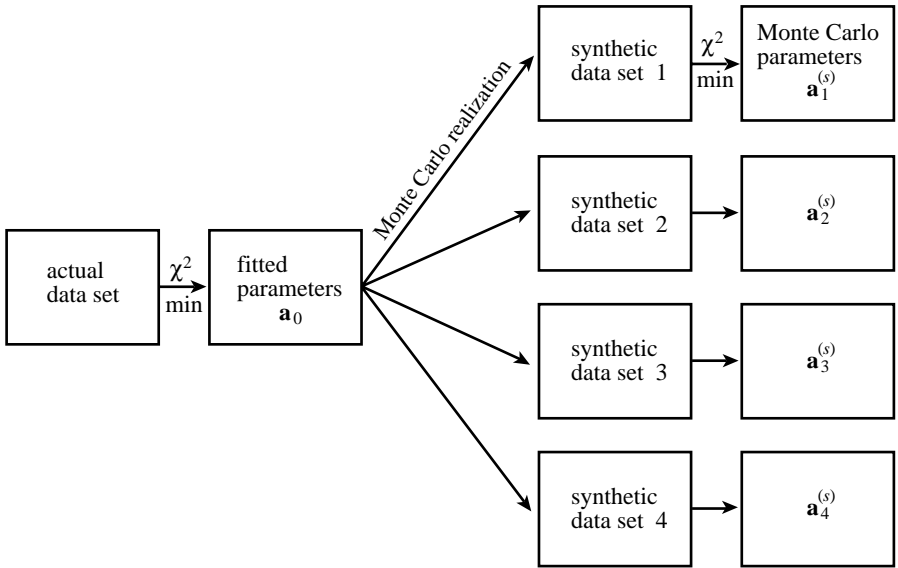 actual
data set
χ²
min
fitted
parameters
a₀
Monte Carlo realization
synthetic
data set 1
χ²
min
Monte Carlo
parameters
a₁⁽ˢ⁾
synthetic
data set 2
a₂⁽ˢ⁾
synthetic
data set 3
a₃⁽ˢ⁾
synthetic
data set 4
a₄⁽ˢ⁾